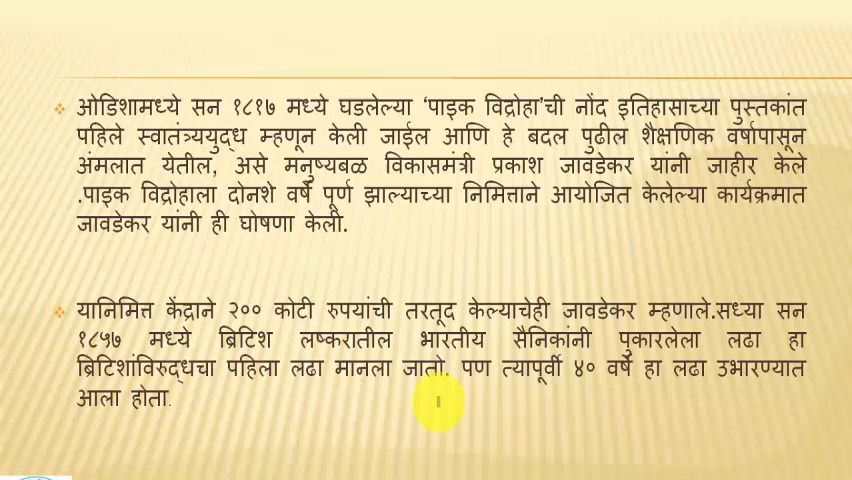 ओडिशामध्ये सन १८१७ मध्ये घडलेल्या ‘पाइक विद्रोहा’ची नोंद इतिहासाच्या पुस्तकांत
पहिले स्वातंत्र्ययुद्ध म्हणून केली जाईल आणि हे बदल पुढील शैक्षणिक वर्षापासून
अंमलात येतील, असे मनुष्यबळ विकासमंत्री प्रकाश जावडेकर यांनी जाहीर केले
.पाइक विद्रोहाला दोनशे वर्षे पूर्ण झाल्याच्या निमित्ताने आयोजित केलेल्या कार्यक्रमात
जावडेकर यांनी ही घोषणा केली.
यानिमित्त केंद्राने २०० कोटी रुपयांची तरतूद केल्याचेही जावडेकर म्हणाले.सध्या सन
१८५७ मध्ये ब्रिटिश लष्करातील भारतीय सैनिकांनी पुकारलेला लढा हा
ब्रिटिशांविरुद्धचा पहिला लढा मानला जातो. पण त्यापूर्वी ४० वर्षे हा लढा उभारण्यात
आला होता.